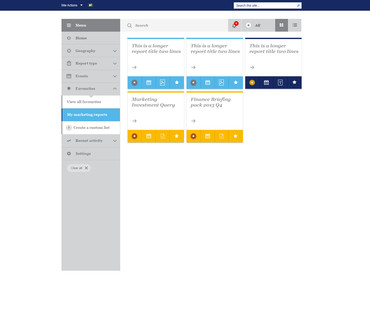 Site Actions
Search this site...
Menu
Search
All
Home
Geography
Report type
Events
Favourites
View all favourites
My marketing reports
Create a custom list
Recent activity
Settings
Clear all
This is a longer
report title two lines
This is a longer
report title two lines
This is a longer
report title two lines
Marketing
Investment Query
Finance Briefing
pack 2013 Q4